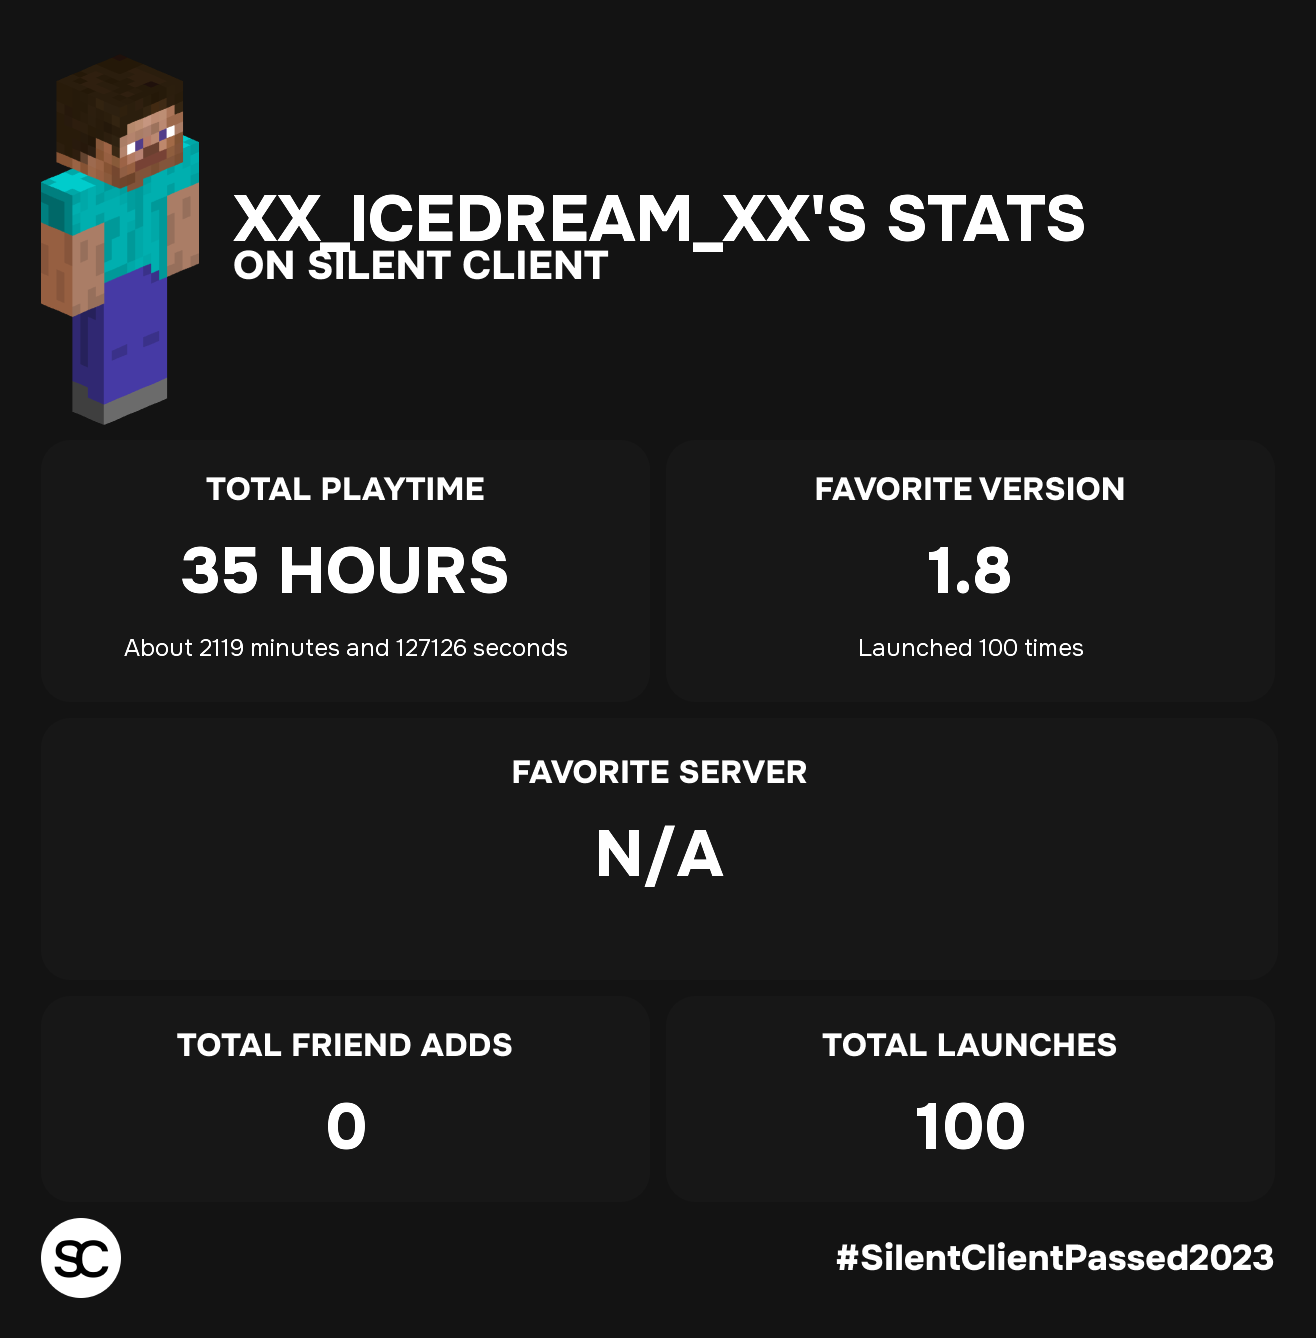 XX_ICEDREAM_XX'S STATS
ON SILENT CLIENT
TOTAL PLAYTIME
35 HOURS
About 2119 minutes and 127126 seconds
FAVORITE VERSION
1.8
Launched 100 times
FAVORITE SERVER
N/A
TOTAL FRIEND ADDS
0
TOTAL LAUNCHES
100
SC
#SilentClientPassed2023